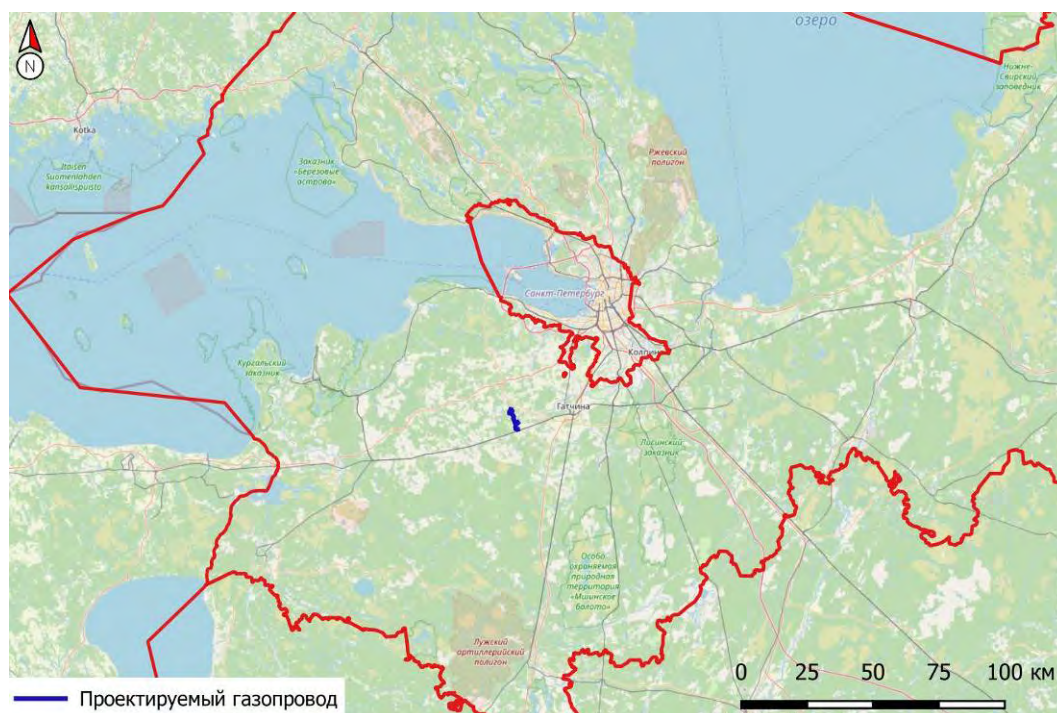 озеро
N
Нижне-
Свирский
заповедник
Kotka
Ржевский
полигон
Заказник
«Березовые
острова»
Itäisen
Suomenlahden
kansallispuisto
Санкт-Петербург
Колпино
Кургальский
заказник
Гатчина
Лисинский
заказник
Особо
охраняемая
природная
территория
«Мшинское
болото»
Лужский
артиллерийский
полигон
0 25 50 75 100 км
Проектируемый газопровод